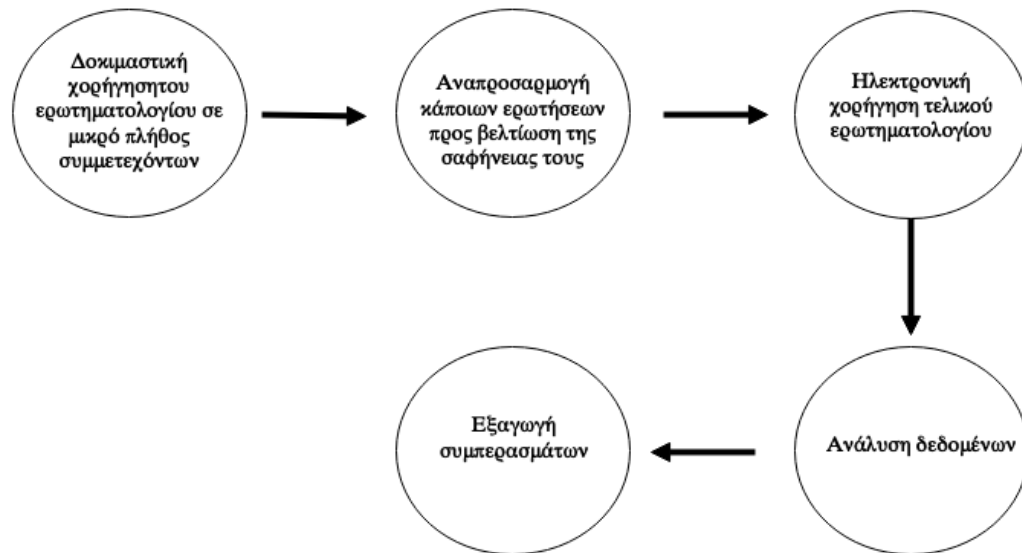 Δοκιμαστική
χορήγησητου
ερωτηματολογίου σε
μικρό πλήθος
συμμετεχόντων
Αναπροσαρμογή
κάποιων ερωτήσεων
προς βελτίωση της
σαφήνειας τους
Ηλεκτρονική
χορήγηση τελικού
ερωτηματολογίου
Ανάλυση δεδομένων
Εξαγωγή
συμπερασμάτων